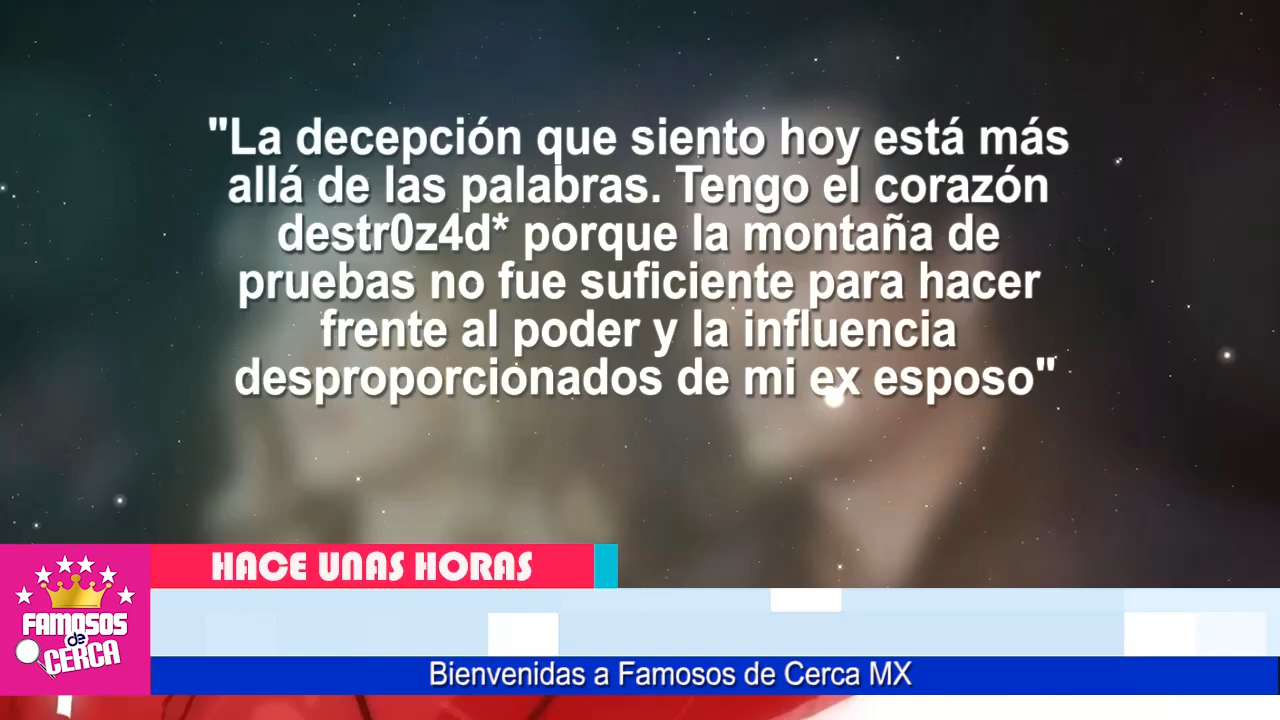 "La decepción que siento hoy está más
allá de las palabras. Tengo el corazón
destr0z4d* porque la montaña de
pruebas no fue suficiente para hacer
frente al poder y la influencia
desproporcionados de mi ex esposo"
HACE UNAS HORAS
FAMOSOS
de
CERCA
Bienvenidas a Famosos de Cerca MX